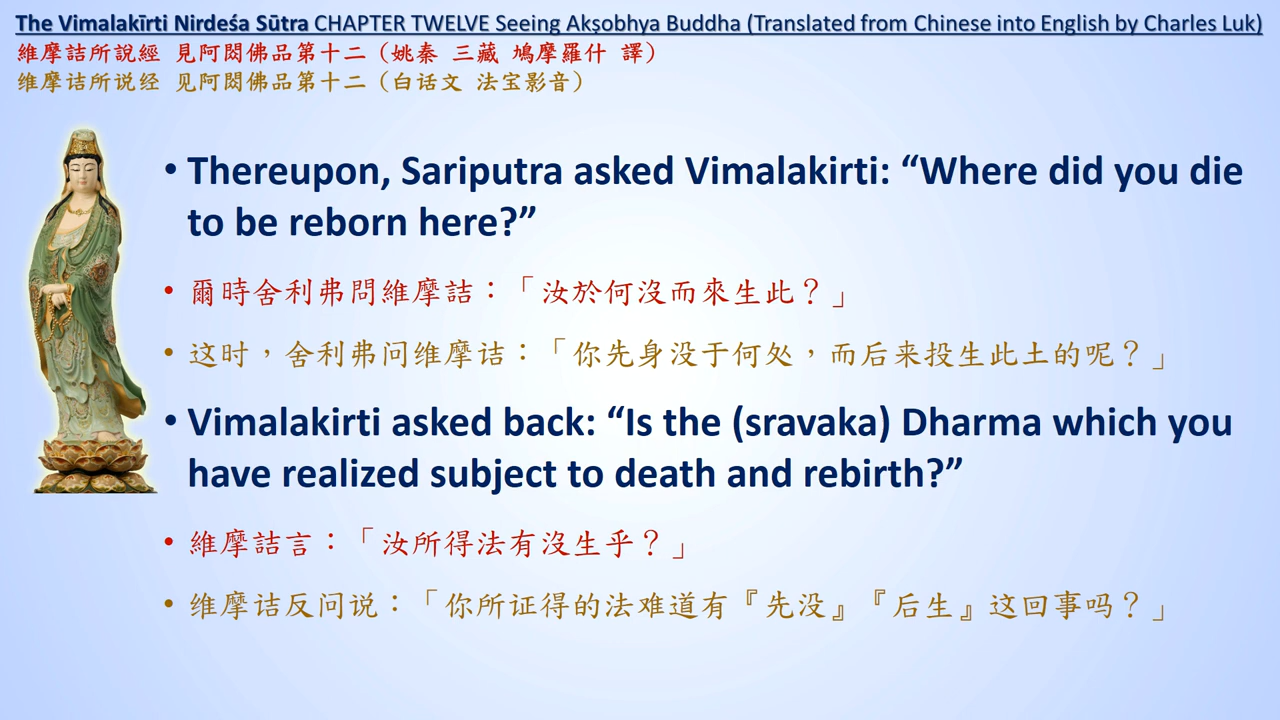 The Vimalakīrti Nirdeśa Sūtra CHAPTER TWELVE Seeing Akṣobhya Buddha (Translated from Chinese into English by Charles Luk)
維摩詰所說經 見阿閦佛品第十二（姚秦 三藏 鳩摩羅什 譯）
维摩诘所说经 见阿閦佛品第十二（白话文 法宝影音）
• Thereupon, Sariputra asked Vimalakirti: “Where did you die
to be reborn here?”
• 爾時舍利弗問維摩詰：「汝於何沒而來生此？」
• 这时，舍利弗问维摩诘：「你先身没于何处，而后来投生此土的呢？」
• Vimalakirti asked back: “Is the (sravaka) Dharma which you
have realized subject to death and rebirth?”
• 維摩詰言：「汝所得法有沒生乎？」
• 维摩诘反问说：「你所证得的法难道有『先没』『后生』这回事吗？」